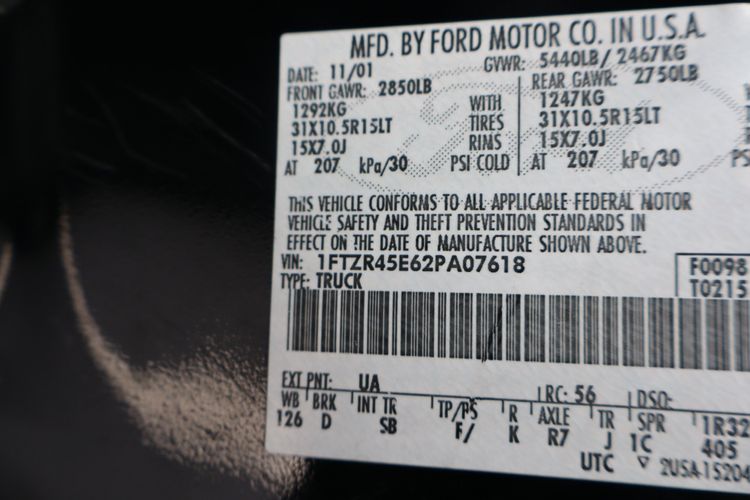 MFD. BY FORD MOTOR CO. IN U.S.A.
DATE: 11/01 GVWR: 5440LB/ 2467KG
FRONT GAWR: 2850LB REAR GAWR: 2750LB
1292KG WITH 1247KG
31X10.5R15LT TIRES 31X10.5R15LT
15X7.0J RIMS 15X7.0J
AT 207 kPa/30 PSI COLD AT 207 kPa/30 PS
THIS VEHICLE CONFORMS TO ALL APPLICABLE FEDERAL MOTOR
VEHICLE SAFETY AND THEFT PREVENTION STANDARDS IN
EFFECT ON THE DATE OF MANUFACTURE SHOWN ABOVE.
VIN: 1FTZR45E62PA07618 F0098
TYPE: TRUCK T0215
EXT PNT: UA RC: 56 DSO:
WB BRK INT TR TP/PS R AXLE TR SPR 1R32
126 D SB F/ K R7 J 1C 405
UTC ▽ 2USA-15204